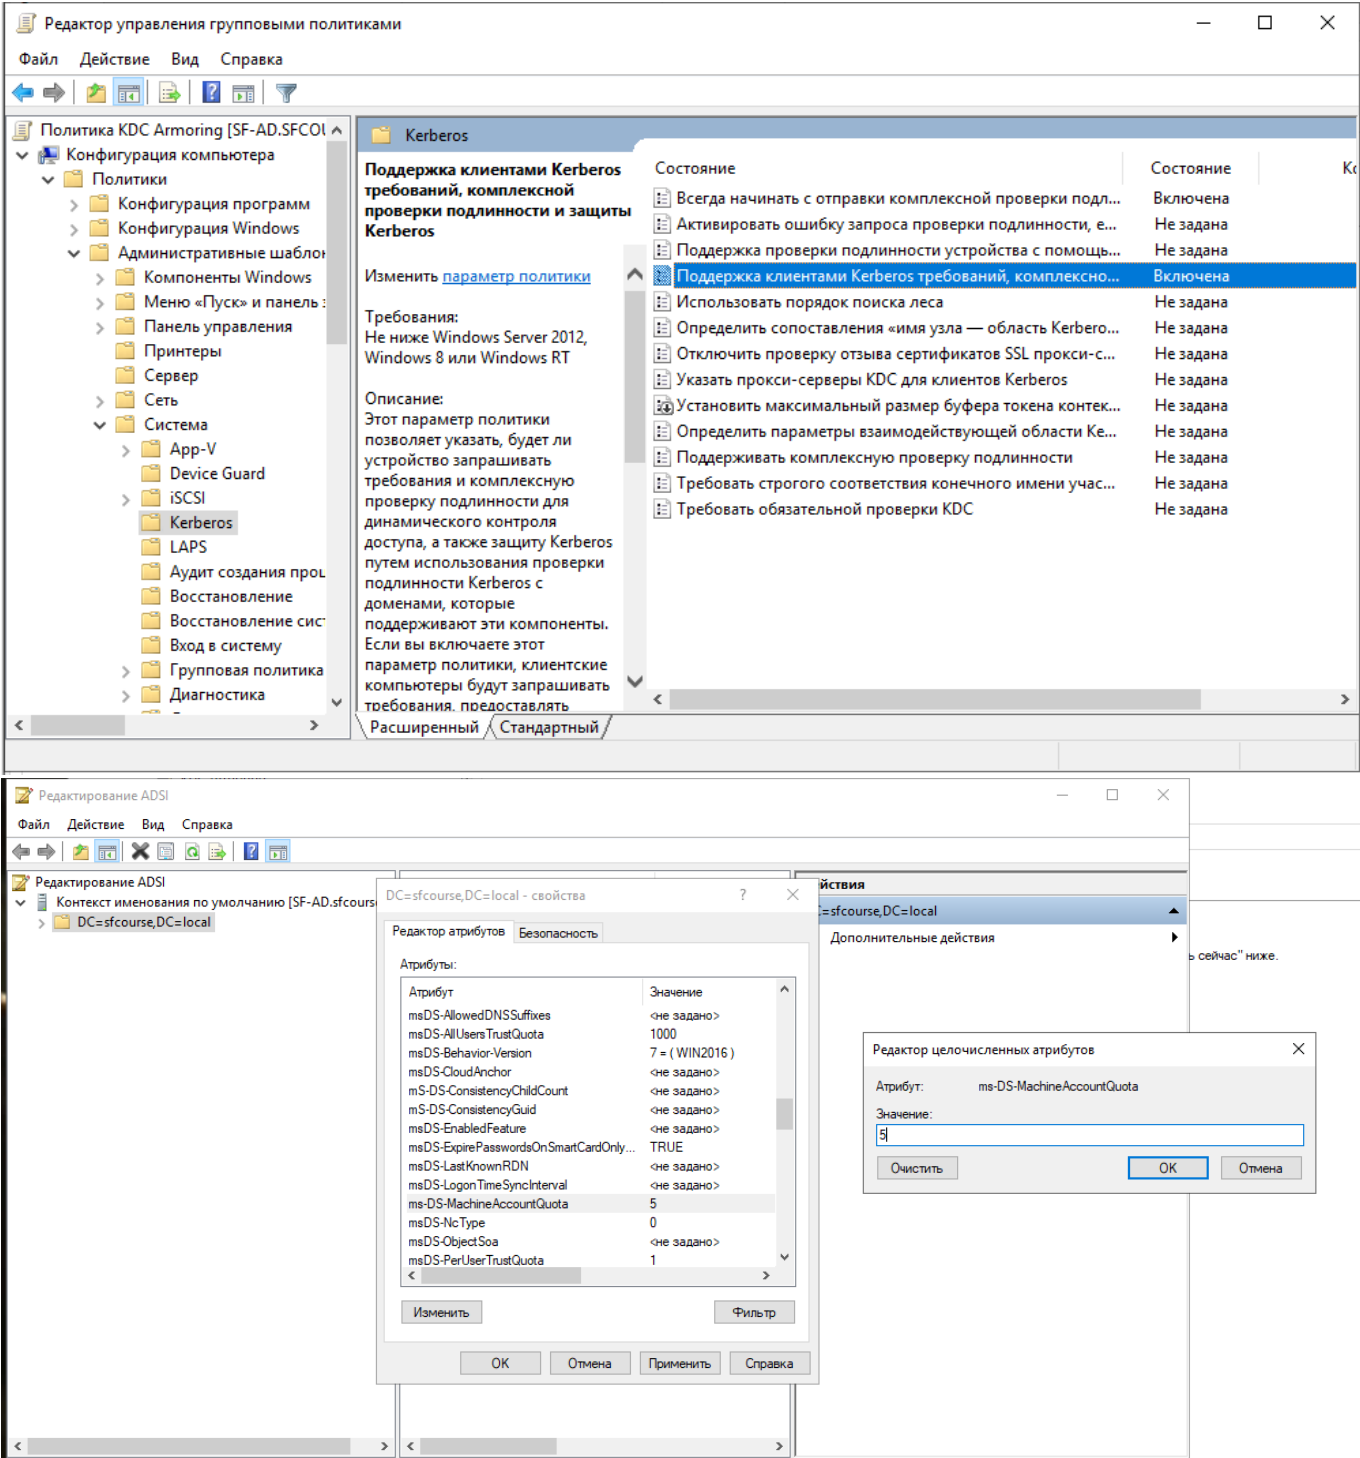 Редактор управления групповыми политиками
Файл Действие Вид Справка
Политика KDC Armoring [SF-AD.SFCOU
Конфигурация компьютера
Политики
Конфигурация программ
Конфигурация Windows
Административные шаблон
Компоненты Windows
Меню «Пуск» и панель з
Панель управления
Принтеры
Сервер
Сеть
Система
App-V
Device Guard
iSCSI
Kerberos
LAPS
Аудит создания проц
Восстановление
Восстановление сист
Вход в систему
Групповая политика
Диагностика
Kerberos
Поддержка клиентами Kerberos
требований, комплексной
проверки подлинности и защиты
Kerberos
Изменить параметр политики
Требования:
Не ниже Windows Server 2012,
Windows 8 или Windows RT
Описание:
Этот параметр политики
позволяет указать, будет ли
устройство запрашивать
требования и комплексную
проверку подлинности для
динамического контроля
доступа, а также защиту Kerberos
путем использования проверки
подлинности Kerberos с
доменами, которые
поддерживают эти компоненты.
Если вы включаете этот
параметр политики, клиентские
компьютеры будут запрашивать
требования, предоставлять
Состояние Состояние Ко
Всегда начинать с отправки комплексной проверки подл... Включена
Активировать ошибку запроса проверки подлинности, е... Не задана
Поддержка проверки подлинности устройства с помощь... Не задана
Поддержка клиентами Kerberos требований, комплексно... Включена
Использовать порядок поиска леса Не задана
Определить сопоставления «имя узла — область Kerbero... Не задана
Отключить проверку отзыва сертификатов SSL прокси-с... Не задана
Указать прокси-серверы KDC для клиентов Kerberos Не задана
Установить максимальный размер буфера токена контек... Не задана
Определить параметры взаимодействующей области Ke... Не задана
Поддерживать комплексную проверку подлинности Не задана
Требовать строгого соответствия конечного имени учас... Не задана
Требовать обязательной проверки KDC Не задана
Расширенный Стандартный
Редактирование ADSI
Файл Действие Вид Справка
Редактирование ADSI
Контекст именования по умолчанию [SF-AD.sfcours
DC=sfcourse,DC=local
DC=sfcourse,DC=local - свойства
Редактор атрибутов Безопасность
Атрибуты:
Атрибут Значение
msDS-AllowedDNSSuffixes <не задано>
msDS-AllUsersTrustQuota 1000
msDS-Behavior-Version 7 = ( WIN2016 )
msDS-CloudAnchor <не задано>
mS-DS-ConsistencyChildCount <не задано>
mS-DS-ConsistencyGuid <не задано>
msDS-EnabledFeature <не задано>
msDS-ExpirePasswordsOnSmartCardOnly... TRUE
msDS-LastKnownRDN <не задано>
msDS-LogonTimeSyncInterval <не задано>
ms-DS-MachineAccountQuota 5
msDS-NcType 0
msDS-ObjectSoa <не задано>
msDS-PerUserTrustQuota 1
Изменить Фильтр
OK Отмена Применить Справка
йствия
=sfcourse,DC=local
Дополнительные действия
ь сейчас" ниже.
Редактор целочисленных атрибутов
Атрибут: ms-DS-MachineAccountQuota
Значение:
5
Очистить OK Отмена